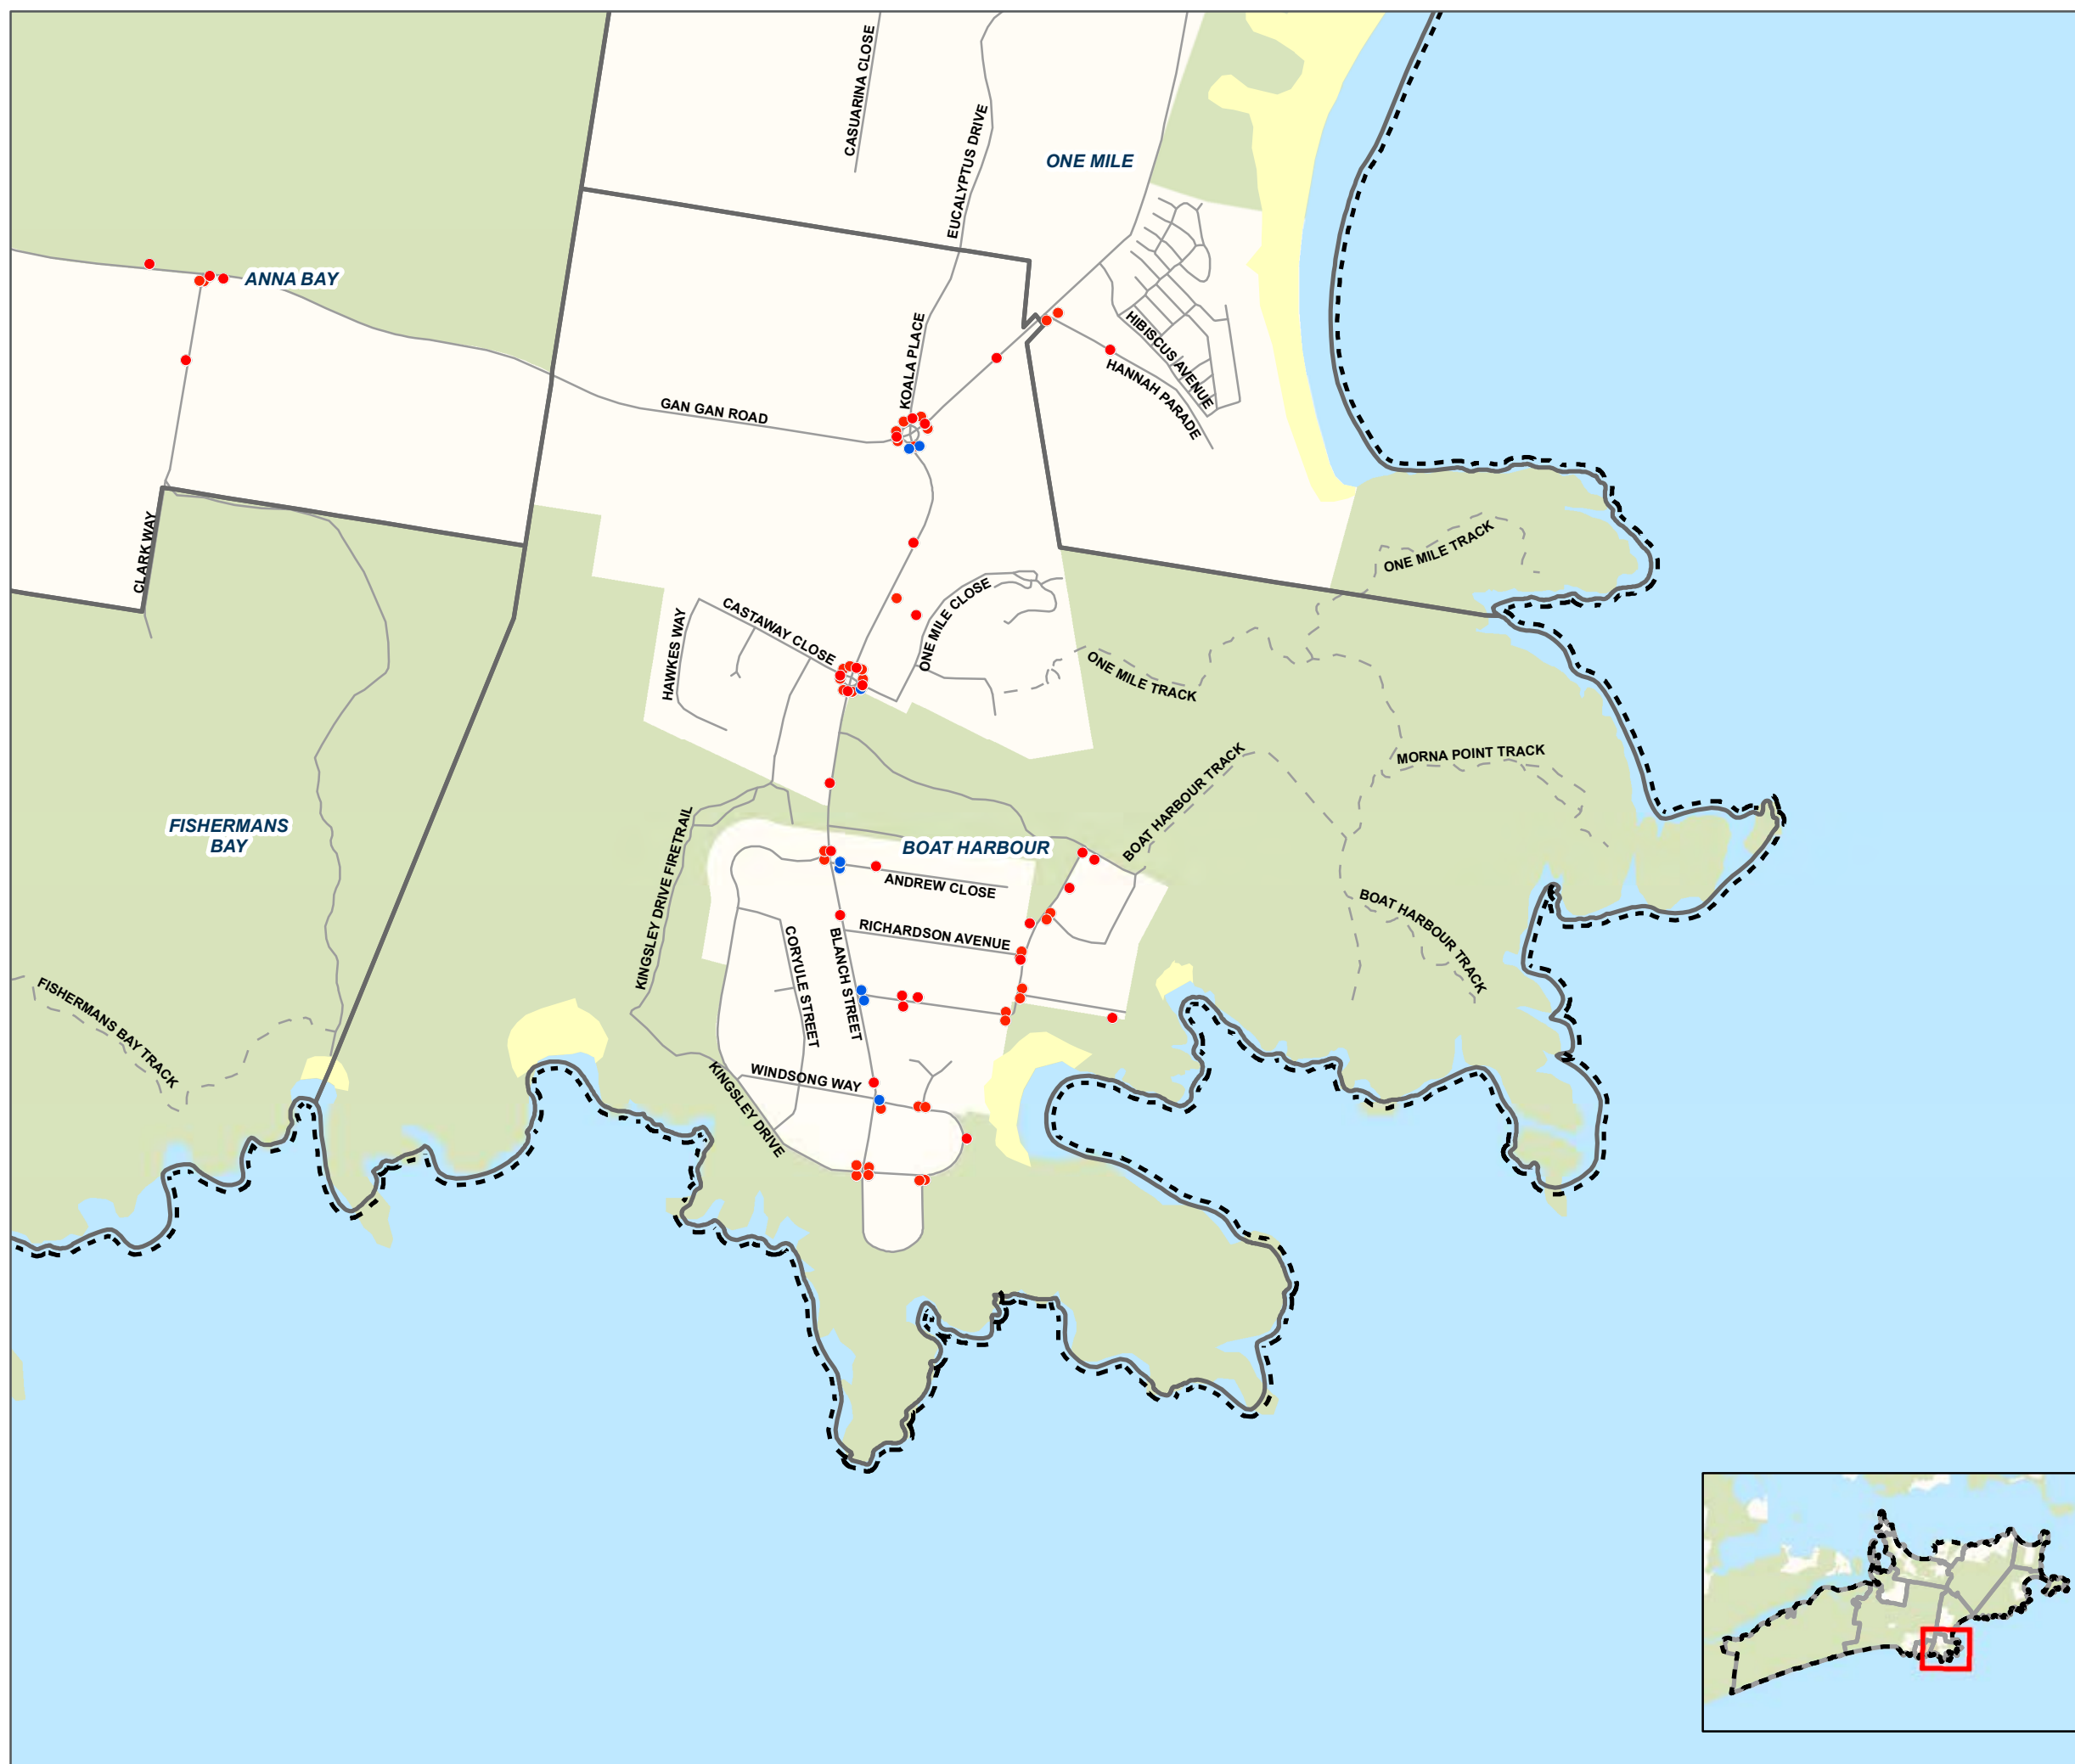 CASUARINA CLOSE
EUCALYPTUS DRIVE
ONE MILE
ANNA BAY
KOALA PLACE
HIBISCUS AVENUE
HANNAH PARADE
GAN GAN ROAD
CLARK WAY
ONE MILE TRACK
CASTAWAY CLOSE
HAWKES WAY
ONE MILE CLOSE
ONE MILE TRACK
MORNA POINT TRACK
BOAT HARBOUR TRACK
FISHERMANS
BAY
KINGSLEY DRIVE FIRETRAIL
BOAT HARBOUR
ANDREW CLOSE
BOAT HARBOUR TRACK
RICHARDSON AVENUE
CORYULE STREET
BLANCH STREET
FISHERMANS BAY TRACK
WINDSONG WAY
KINGSLEY DRIVE